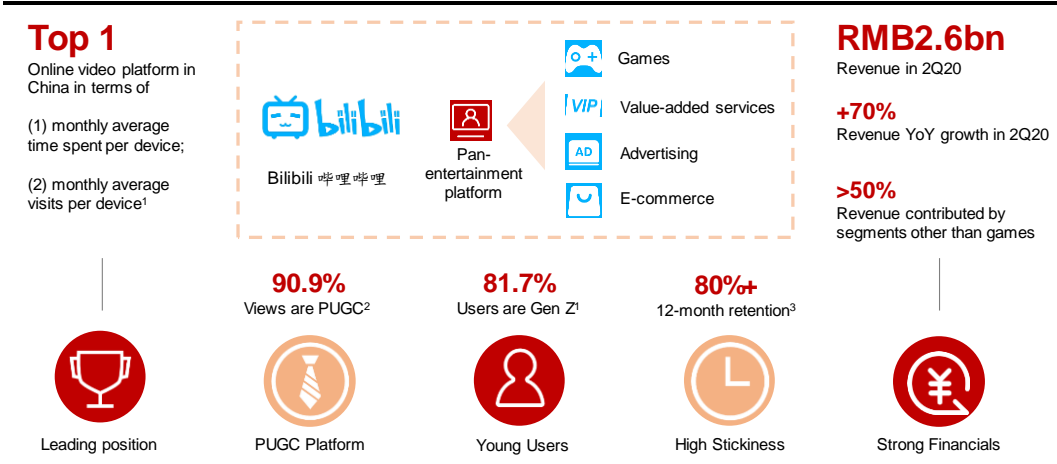 Top 1
Online video platform in
China in terms of
(1) monthly average
time spent per device;
(2) monthly average
visits per device¹
bilibili
Bilibili 哔哩哔哩
Pan-
entertainment
platform
Games
VIP
Value-added services
AD
Advertising
E-commerce
RMB2.6bn
Revenue in 2Q20
+70%
Revenue YoY growth in 2Q20
>50%
Revenue contributed by
segments other than games
90.9%
Views are PUGC²
81.7%
Users are Gen Z¹
80%+
12-month retention³
¥
Leading position
PUGC Platform
Young Users
High Stickiness
Strong Financials